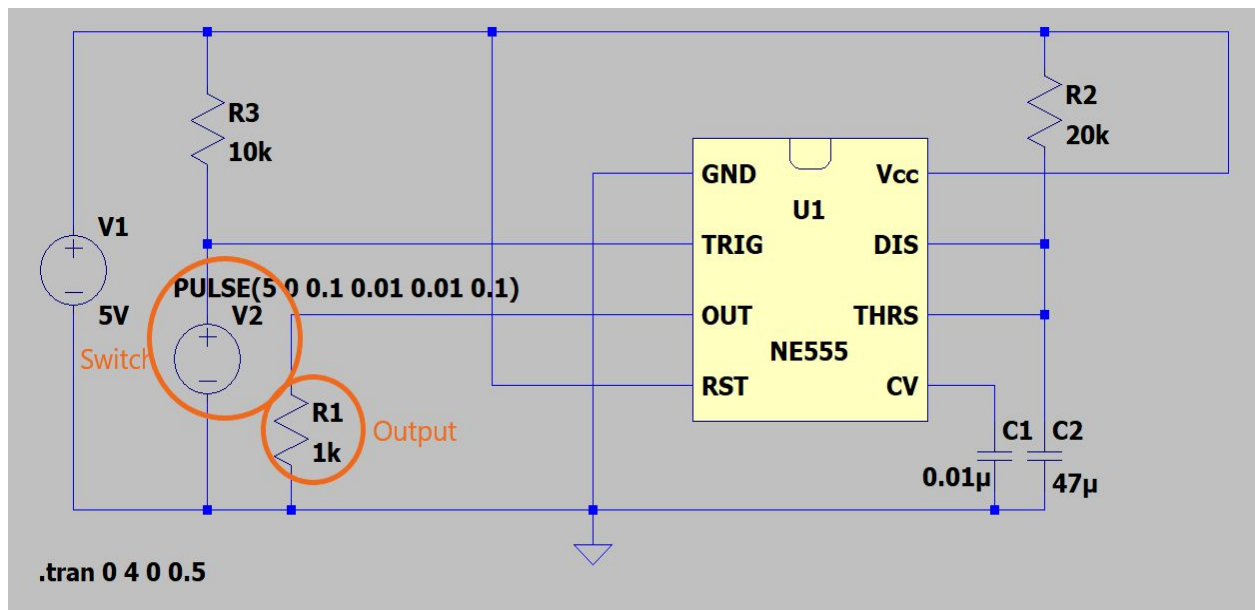 R3
10k
R2
20k
V1
5V
PULSE(5 0 0.1 0.01 0.01 0.1)
V2
Switch
R1
1k
Output
GND
Vcc
U1
TRIG
DIS
OUT
THRS
NE555
RST
CV
C1
0.01µ
C2
47µ
.tran 0 4 0 0.5